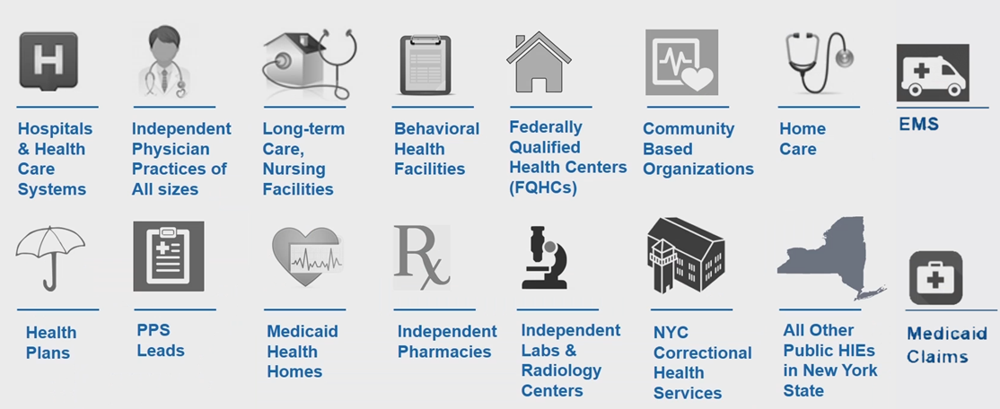 H
Hospitals
& Health
Care
Systems
Independent
Physician
Practices of
All sizes
Long-term
Care,
Nursing
Facilities
Behavioral
Health
Facilities
Federally
Qualified
Health Centers
(FQHCs)
Community
Based
Organizations
Home
Care
EMS
Health
Plans
PPS
Leads
Medicaid
Health
Homes
Rx
Independent
Pharmacies
Independent
Labs &
Radiology
Centers
NYC
Correctional
Health
Services
All Other
Public HIEs
in New York
State
Medicaid
Claims